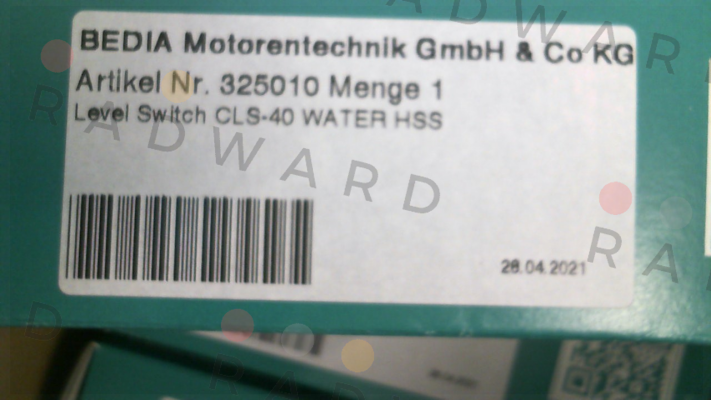 BEDIA Motorentechnik GmbH & Co KG
Artikel Nr. 325010 Menge 1
Level Switch CLS-40 WATER HSS
28.04.2021
RADWARD